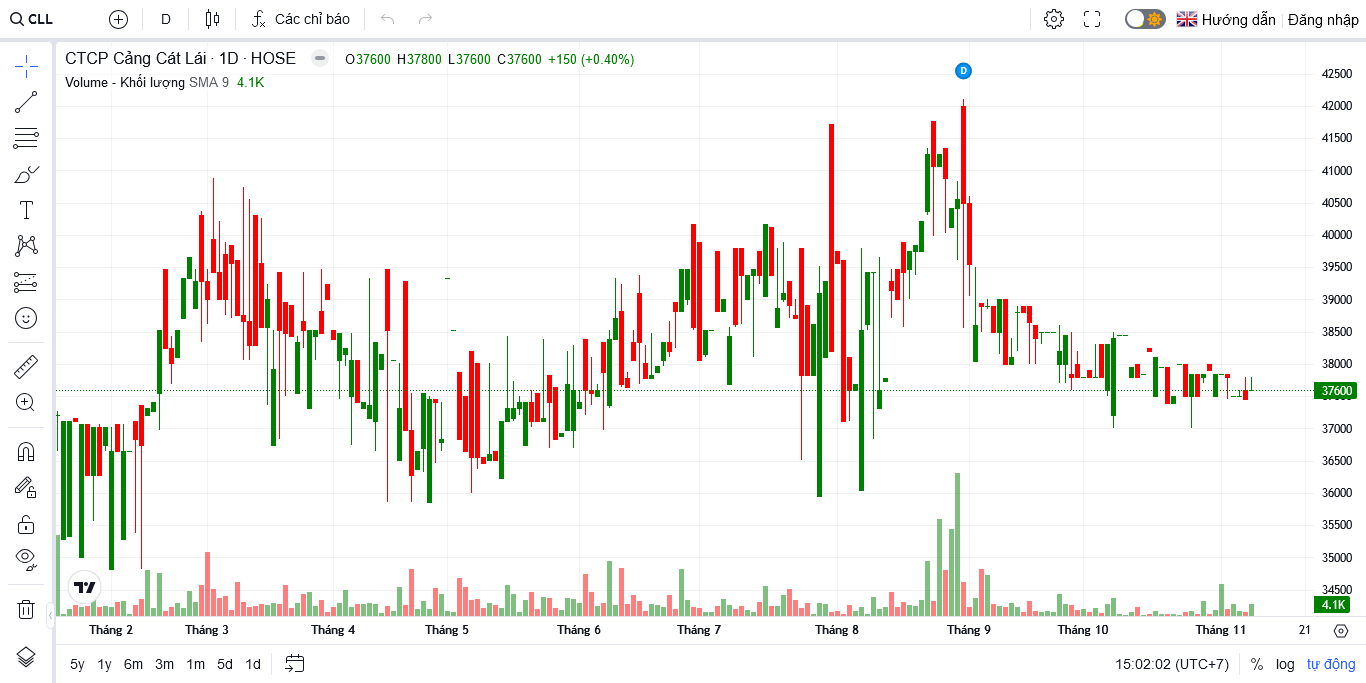 CLL D Các chỉ báo Hướng dẫn Đăng nhập
CTCP Cảng Cát Lái · 1D · HOSE O37600 H37800 L37600 C37600 +150 (+0.40%)
Volume - Khối lượng SMA 9 4.1K
D
42500
42000
41500
41000
40500
40000
39500
39000
38500
38000
37600
37000
36500
36000
35500
35000
34500
4.1K
Tháng 2 Tháng 3 Tháng 4 Tháng 5 Tháng 6 Tháng 7 Tháng 8 Tháng 9 Tháng 10 Tháng 11 21
5y 1y 6m 3m 1m 5d 1d 15:02:02 (UTC+7) % log tự động